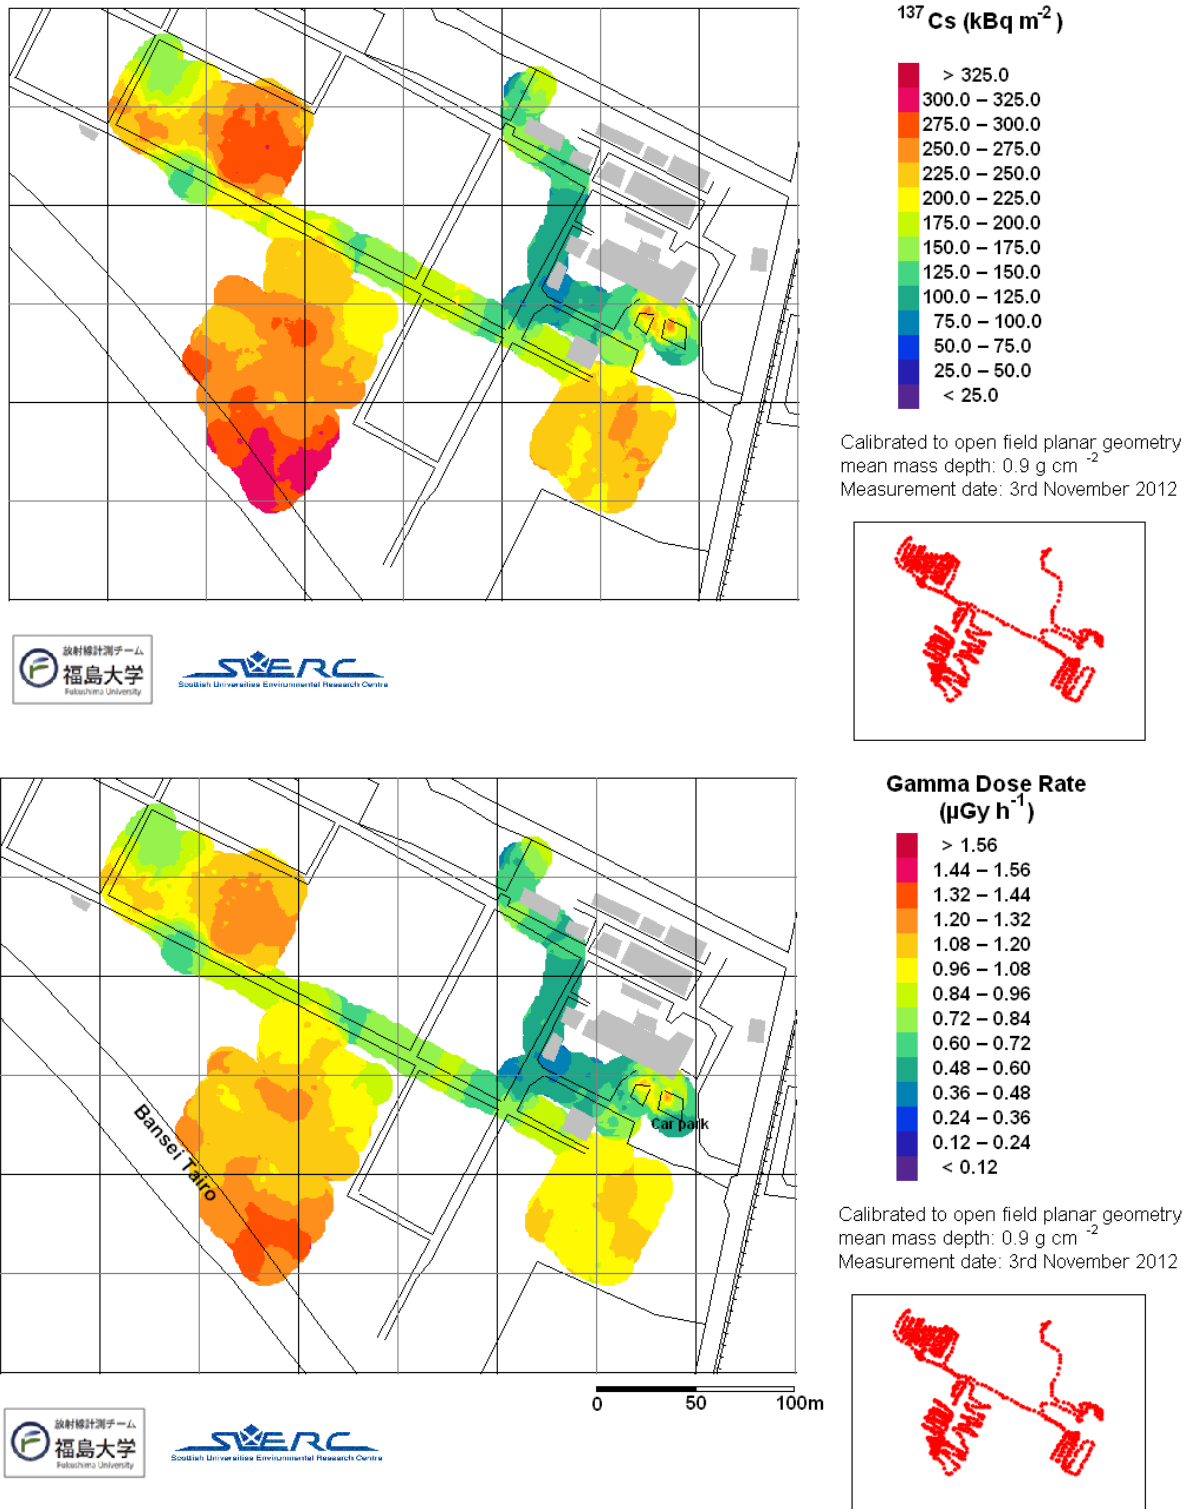 137 Cs (kBq m-2)
> 325.0
300.0 – 325.0
275.0 – 300.0
250.0 – 275.0
225.0 – 250.0
200.0 – 225.0
175.0 – 200.0
150.0 – 175.0
125.0 – 150.0
100.0 – 125.0
75.0 – 100.0
50.0 – 75.0
25.0 – 50.0
< 25.0
Calibrated to open field planar geometry
mean mass depth: 0.9 g cm -2
Measurement date: 3rd November 2012
放射線計測チーム
福島大学
Fukushima University
SUERC
Scottish Universities Environmental Research Centre
Gamma Dose Rate
(µGy h-1)
> 1.56
1.44 – 1.56
1.32 – 1.44
1.20 – 1.32
1.08 – 1.20
0.96 – 1.08
0.84 – 0.96
0.72 – 0.84
0.60 – 0.72
0.48 – 0.60
0.36 – 0.48
0.24 – 0.36
0.12 – 0.24
< 0.12
Bansei Tairo
Car park
Calibrated to open field planar geometry
mean mass depth: 0.9 g cm -2
Measurement date: 3rd November 2012
0 50 100m
放射線計測チーム
福島大学
Fukushima University
SUERC
Scottish Universities Environmental Research Centre